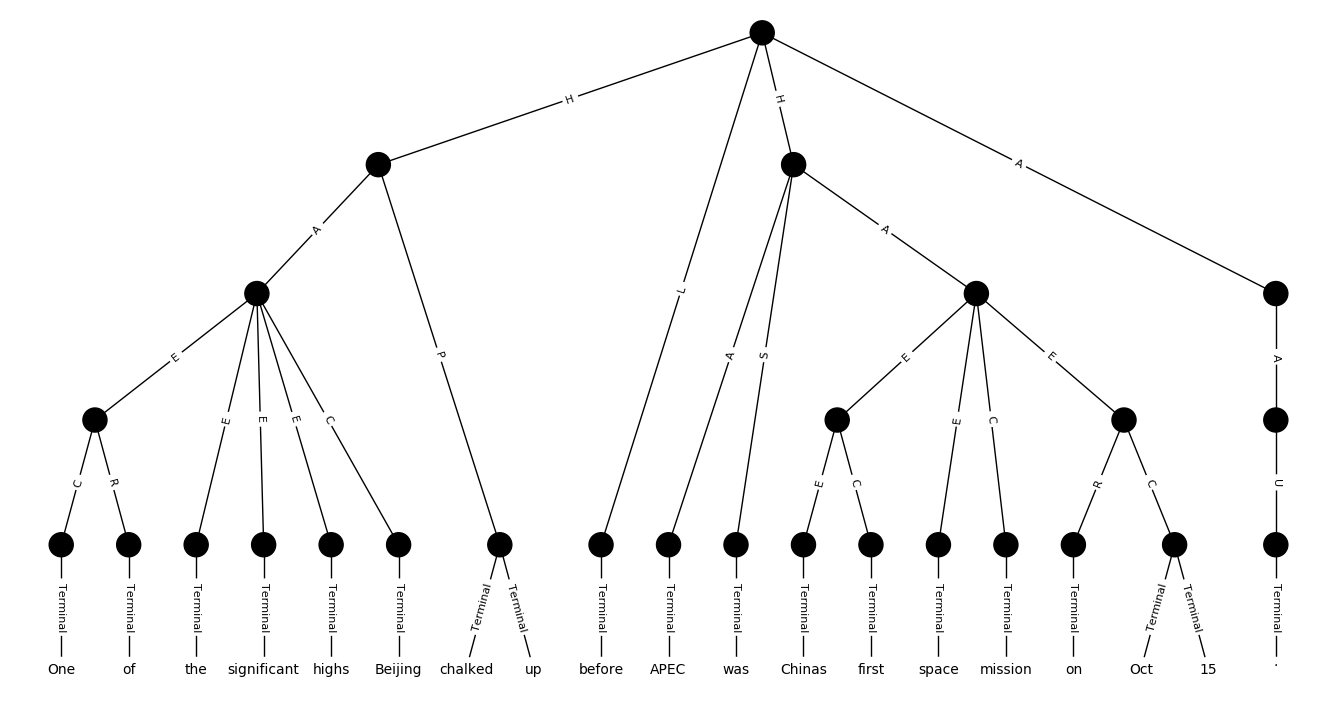 H
H
A
A
A
L
P
A
S
E
E
E
A
E
E
E
C
E
C
C
R
E
C
R
C
U
Terminal Terminal Terminal Terminal Terminal Terminal Terminal Terminal Terminal Terminal Terminal Terminal Terminal Terminal Terminal Terminal Terminal Terminal Terminal
One of the significant highs Beijing chalked up before APEC was Chinas first space mission on Oct 15 .